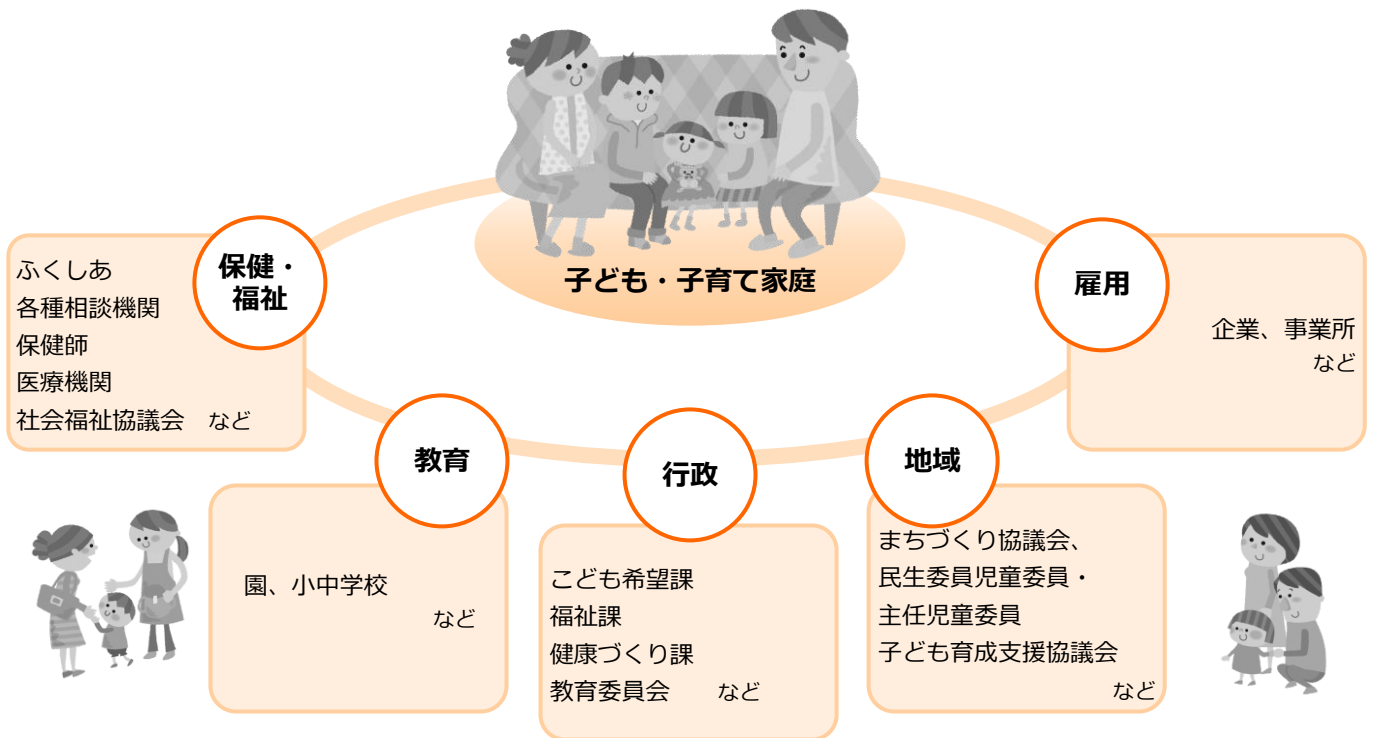 子ども・子育て家庭
保健・
福祉
ふくしあ
各種相談機関
保健師
医療機関
社会福祉協議会　など
教育
園、小中学校
など
行政
こども希望課
福祉課
健康づくり課
教育委員会　　など
地域
まちづくり協議会、
民生委員児童委員・
主任児童委員
子ども育成支援協議会
など
雇用
企業、事業所
など